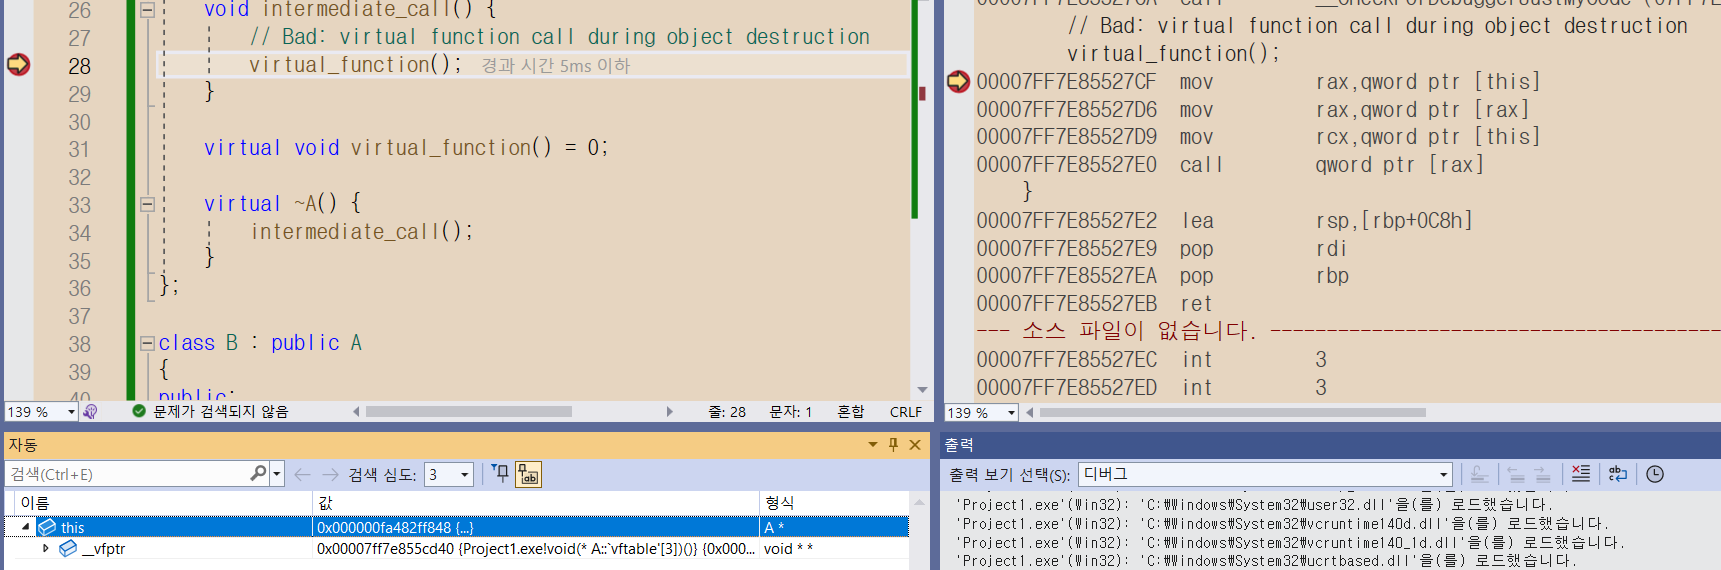 26 void intermediate_call() {
27 // Bad: virtual function call during object destruction
28 virtual_function(); 경과 시간 5ms 이하
29 }
30
31 virtual void virtual_function() = 0;
32
33 virtual ~A() {
34 intermediate_call();
35 }
36 };
37
38 class B : public A
39 {
40 public:
139 % 문제가 검색되지 않음 줄: 28 문자: 1 혼합 CRLF
// Bad: virtual function call during object destruction
virtual_function();
00007FF7E85527CF mov rax,qword ptr [this]
00007FF7E85527D6 mov rax,qword ptr [rax]
00007FF7E85527D9 mov rcx,qword ptr [this]
00007FF7E85527E0 call qword ptr [rax]
}
00007FF7E85527E2 lea rsp,[rbp+0C8h]
00007FF7E85527E9 pop rdi
00007FF7E85527EA pop rbp
00007FF7E85527EB ret
--- 소스 파일이 없습니다. ----------------------------------------
00007FF7E85527EC int 3
00007FF7E85527ED int 3
139 %
자동
검색(Ctrl+E) 검색 심도: 3
이름 값 형식
this 0x000000fa482ff848 {...} A *
__vfptr 0x00007ff7e855cd40 {Project1.exe!void(* A::`vftable'[3])()} {0x000... void * *
출력
출력 보기 선택(S): 디버그
'Project1.exe'(Win32): 'C:₩Windows₩System32₩user32.dll'을(를) 로드했습니다.
'Project1.exe'(Win32): 'C:₩Windows₩System32₩vcruntime140d.dll'을(를) 로드했습니다.
'Project1.exe'(Win32): 'C:₩Windows₩System32₩vcruntime140_1d.dll'을(를) 로드했습니다.
'Project1.exe'(Win32): 'C:₩Windows₩System32₩ucrtbased.dll'을(를) 로드했습니다.